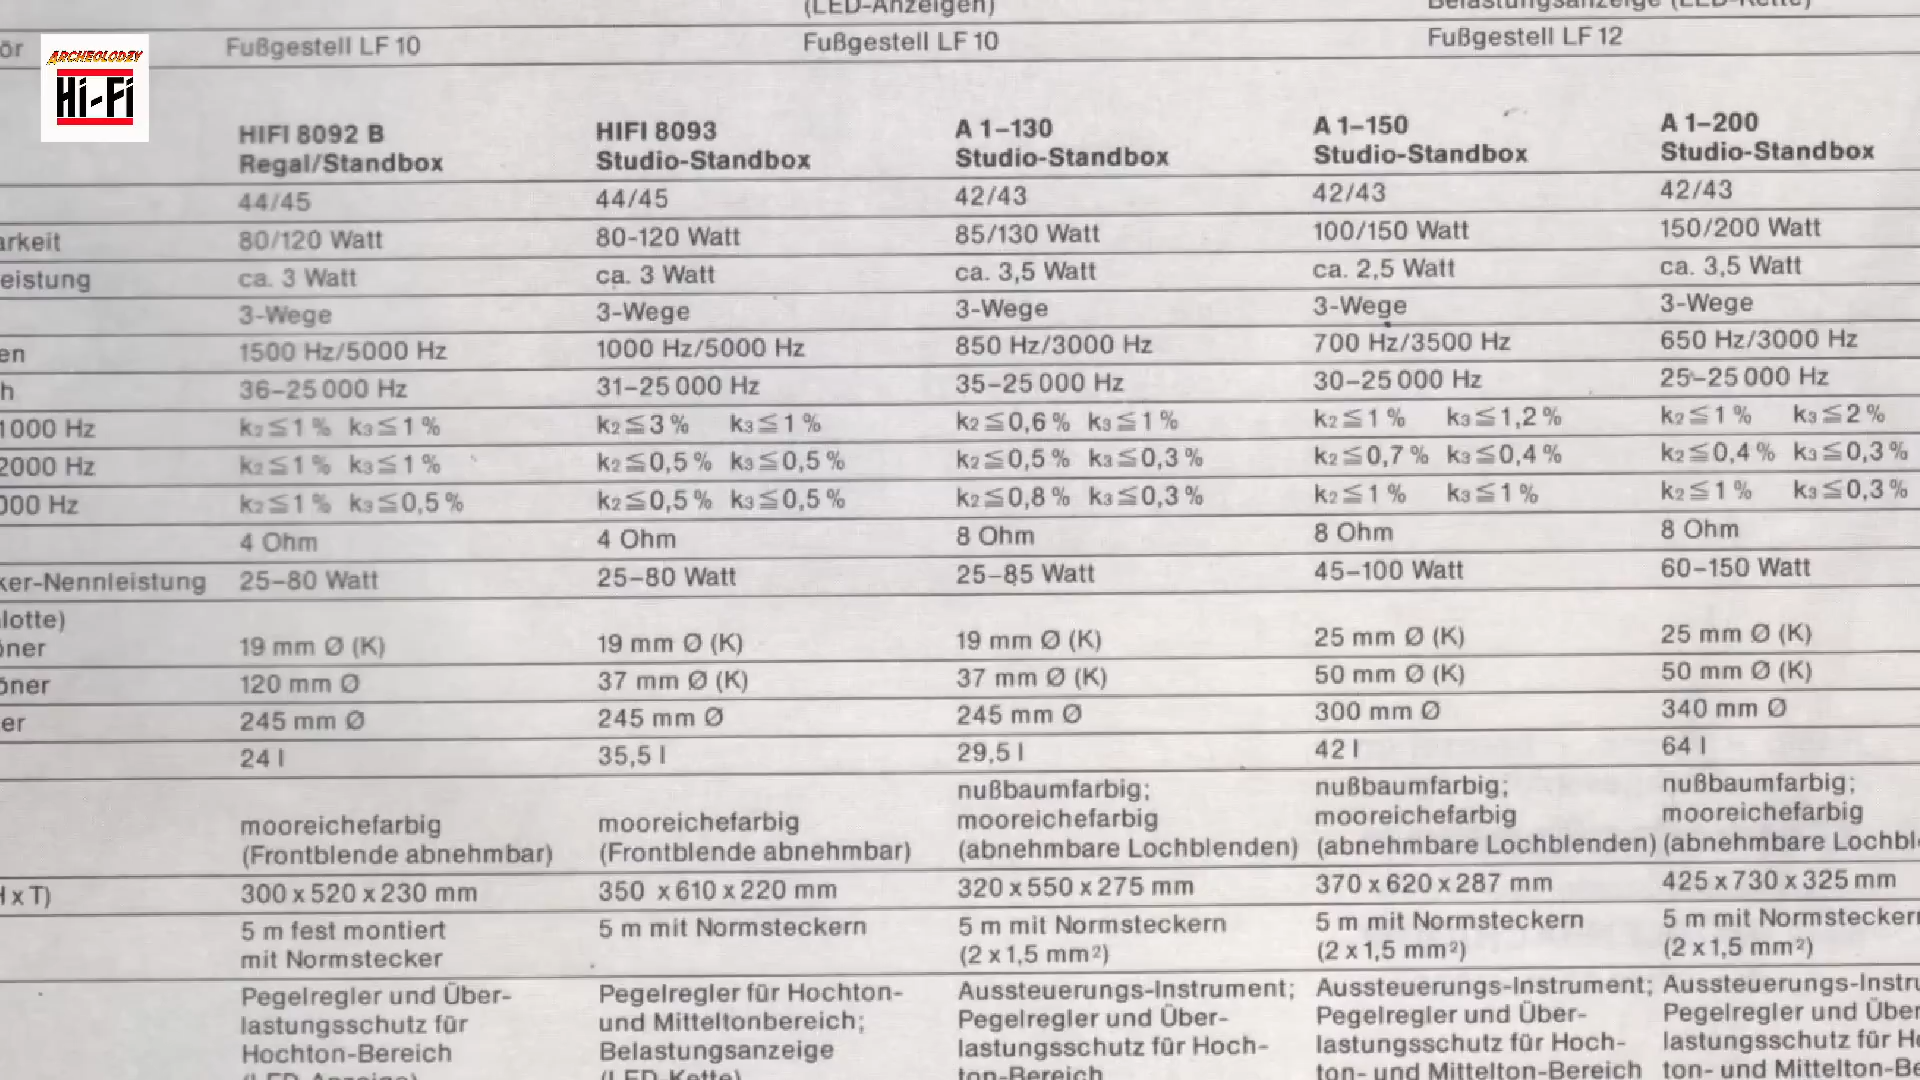 (LED-Anzeigen)
Fußgestell LF 10 Fußgestell LF 10 Fußgestell LF 12
ARCHEOLODZY
Hi-Fi
HIFI 8092 B HIFI 8093 A 1–130 A 1–150 A 1–200
Regal/Standbox Studio-Standbox Studio-Standbox Studio-Standbox Studio-Standbox
44/45 44/45 42/43 42/43 42/43
arkeit 80/120 Watt 80-120 Watt 85/130 Watt 100/150 Watt 150/200 Watt
eistung ca. 3 Watt ca. 3 Watt ca. 3,5 Watt ca. 2,5 Watt ca. 3,5 Watt
3-Wege 3-Wege 3-Wege 3-Wege 3-Wege
en 1500 Hz/5000 Hz 1000 Hz/5000 Hz 850 Hz/3000 Hz 700 Hz/3500 Hz 650 Hz/3000 Hz
h 36–25 000 Hz 31–25 000 Hz 35–25 000 Hz 30–25 000 Hz 25–25 000 Hz
1000 Hz k2≦1 % k3≦1 % k2≦3 % k3≦1 % k2≦0,6 % k3≦1 % k2≦1 % k3≦1,2 % k2≦1 % k3≦2 %
2000 Hz k2≦1 % k3≦1 % k2≦0,5 % k3≦0,5 % k2≦0,5 % k3≦0,3 % k2≦0,7 % k3≦0,4 % k2≦0,4 % k3≦0,3 %
000 Hz k2≦1 % k3≦0,5 % k2≦0,5 % k3≦0,5 % k2≦0,8 % k3≦0,3 % k2≦1 % k3≦1 % k2≦1 % k3≦0,3 %
4 Ohm 4 Ohm 8 Ohm 8 Ohm 8 Ohm
ker-Nennleistung 25–80 Watt 25–80 Watt 25–85 Watt 45–100 Watt 60–150 Watt
lotte)
öner 19 mm Ø (K) 19 mm Ø (K) 19 mm Ø (K) 25 mm Ø (K) 25 mm Ø (K)
öner 120 mm Ø 37 mm Ø (K) 37 mm Ø (K) 50 mm Ø (K) 50 mm Ø (K)
er 245 mm Ø 245 mm Ø 245 mm Ø 300 mm Ø 340 mm Ø
24 l 35,5 l 29,5 l 42 l 64 l
nußbaumfarbig; nußbaumfarbig; nußbaumfarbig;
mooreichefarbig mooreichefarbig mooreichefarbig mooreichefarbig mooreichefarbig
(Frontblende abnehmbar) (Frontblende abnehmbar) (abnehmbare Lochblenden) (abnehmbare Lochblenden) (abnehmbare Lochbl
x T) 300 x 520 x 230 mm 350 x 610 x 220 mm 320 x 550 x 275 mm 370 x 620 x 287 mm 425 x 730 x 325 mm
5 m fest montiert 5 m mit Normsteckern 5 m mit Normsteckern 5 m mit Normsteckern 5 m mit Normsteckern
mit Normstecker (2 x 1,5 mm²) (2 x 1,5 mm²) (2 x 1,5 mm²)
Pegelregler und Über- Pegelregler für Hochton- Aussteuerungs-Instrument; Aussteuerungs-Instrument; Aussteuerungs-Instru
lastungsschutz für und Mitteltonbereich; Pegelregler und Über- Pegelregler und Über- Pegelregler und Über
Hochton-Bereich Belastungsanzeige lastungsschutz für Hoch- lastungsschutz für Hoch- lastungsschutz für H
(LED-Kette) ton-Bereich ton- und Mittelton-Bereich ton- und Mittelton-Be